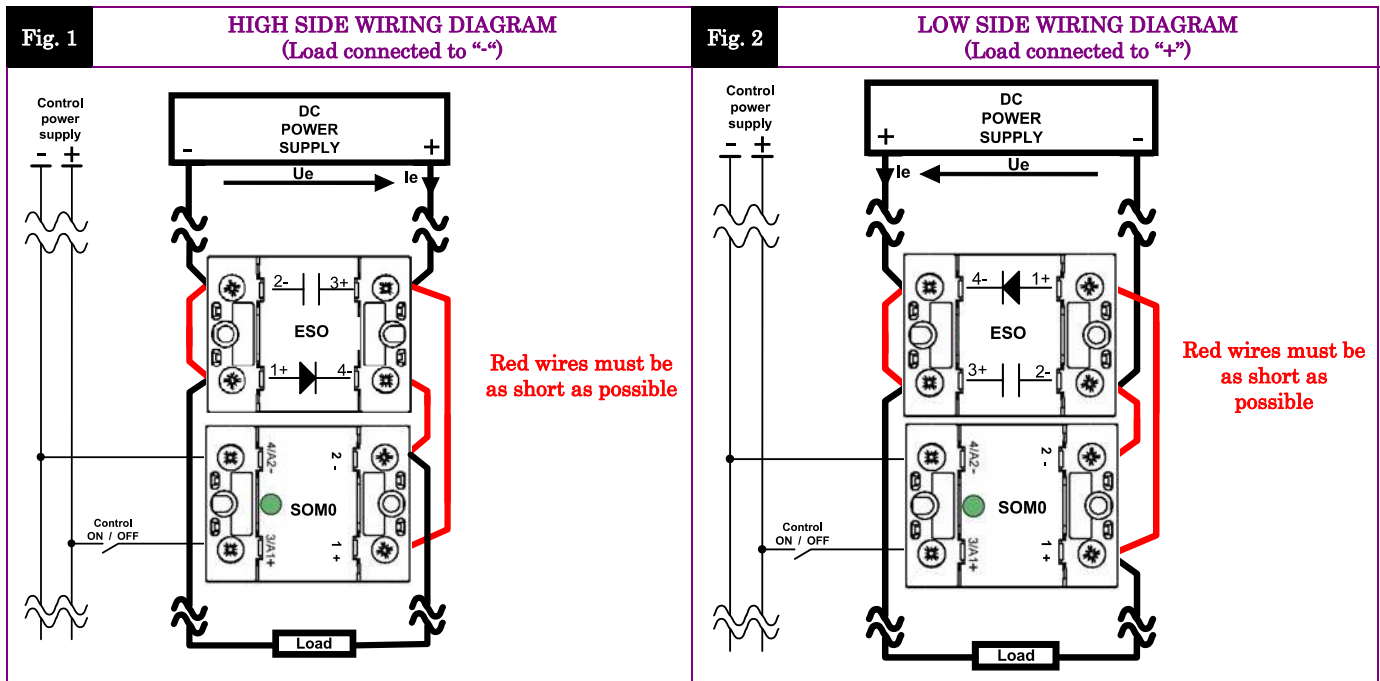 Fig. 1
HIGH SIDE WIRING DIAGRAM
(Load connected to “-“)
Control
power
supply
- +
DC
POWER
SUPPLY
- +
Ue
Ie
2- 3+
ESO
1+ 4-
Red wires must be
as short as possible
4/A2-
2 -
SOM0
Control
ON / OFF
3/A1+
1 +
Load
Fig. 2
LOW SIDE WIRING DIAGRAM
(Load connected to “+”)
Control
power
supply
- +
DC
POWER
SUPPLY
+ -
Ie
Ue
4- 1+
ESO
3+ 2-
Red wires must be
as short as
possible
4/A2-
2 -
SOM0
Control
ON / OFF
3/A1+
1 +
Load